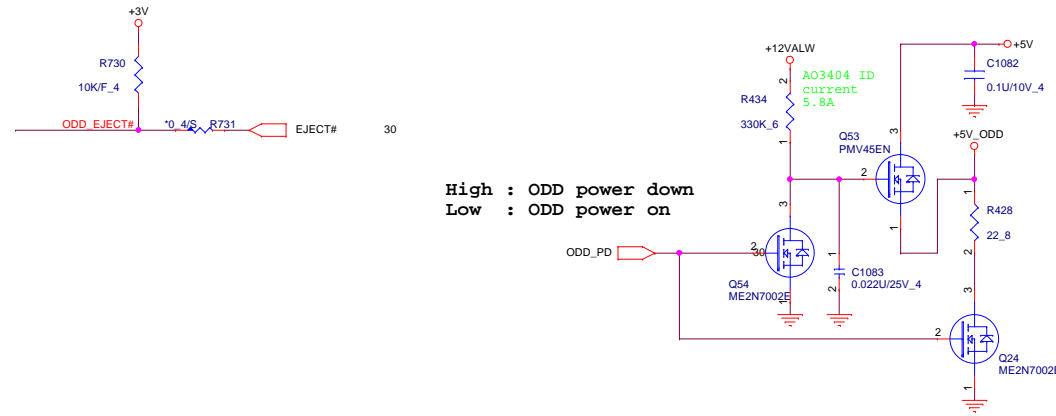 +3V
R730
10K/F_4
ODD_EJECT#
*0_4/S
R731
EJECT#
30
+12VALW
2
AO3404 ID
current
5.8A
R434
330K_6
1
+5V
C1082
0.1U/10V_4
3
Q53
PMV45EN
2
1
+5V_ODD
1
R428
22_8
2
High : ODD power down
Low : ODD power on
ODD_PD
2
30
3
Q54
ME2N7002E
1
1
C1083
0.022U/25V_4
2
3
2
Q24
ME2N7002E
1